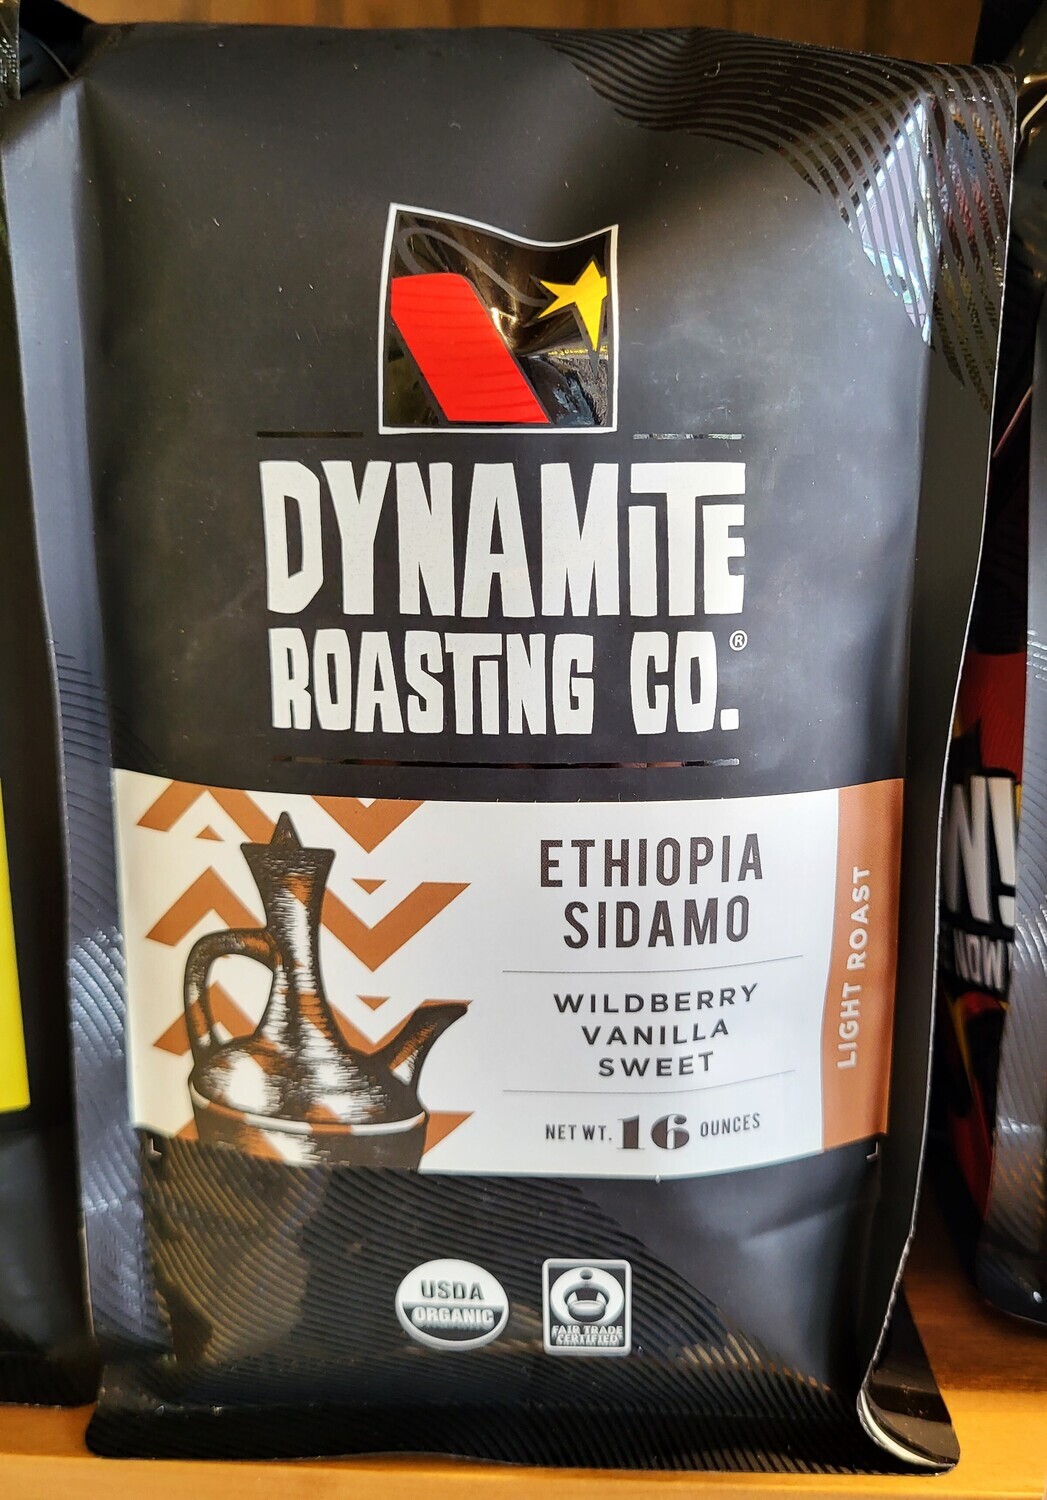 DYNAMITE
ROASTING CO.®
ETHIOPIA
SIDAMO
WILDBERRY
VANILLA
SWEET
NET WT. 16 OUNCES
LIGHT ROAST
USDA
ORGANIC
FAIR TRADE
CERTIFIED
N!
NOW